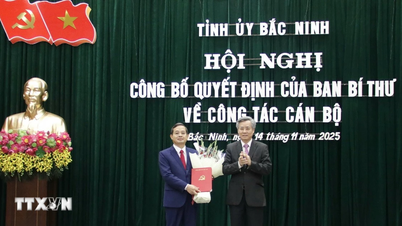 TỈNH ỦY BẮC NINH
HỘI NGHỊ
CÔNG BỐ QUYẾT ĐỊNH CỦA BAN BÍ THƯ
VỀ CÔNG TÁC CÁN BỘ
Bắc Ninh, ngày 14 tháng 11 năm 2025
TTXVN